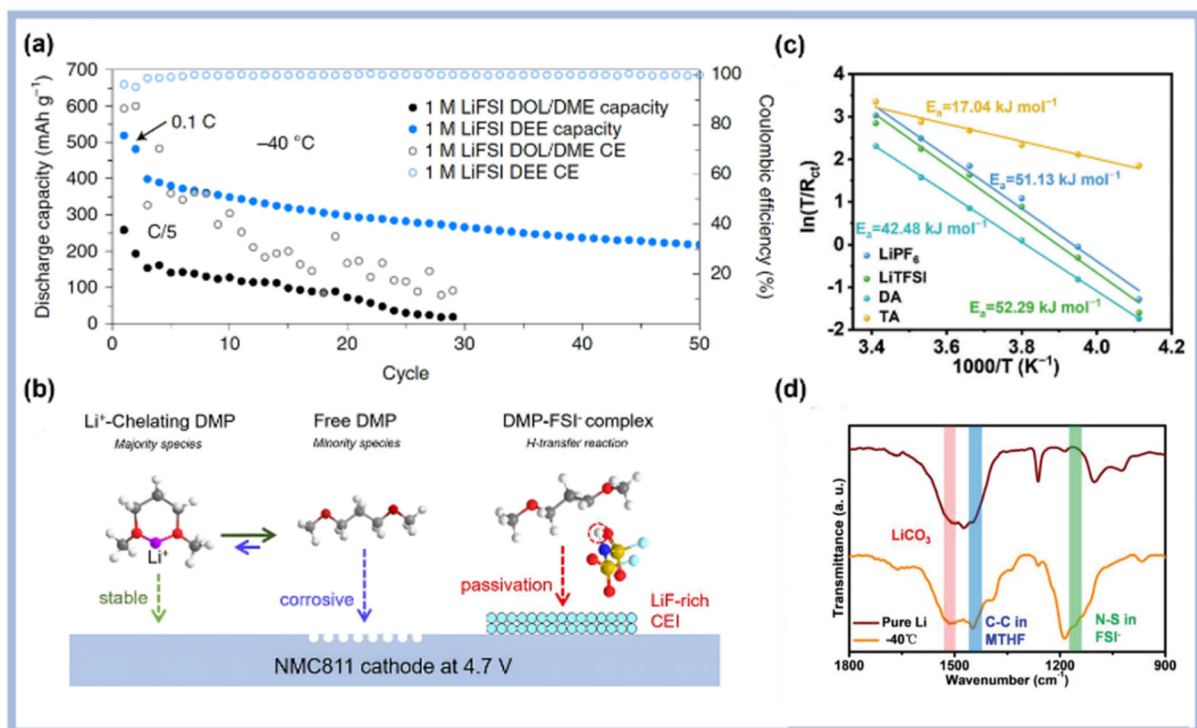 (a)
700
600
500
400
300
200
100
0
Discharge capacity (mAh g⁻¹)
0.1 C
−40 °C
C/5
1 M LiFSI DOL/DME capacity
1 M LiFSI DEE capacity
1 M LiFSI DOL/DME CE
1 M LiFSI DEE CE
100
80
60
40
20
Coulombic efficiency (%)
0 10 20 30 40 50
Cycle
(c)
4
3
2
1
0
-1
-2
ln(T/Rct)
Ea=17.04 kJ mol⁻¹
Ea=51.13 kJ mol⁻¹
Ea=42.48 kJ mol⁻¹
LiPF₆
LiTFSI
DA
TA
Ea=52.29 kJ mol⁻¹
3.4 3.6 3.8 4.0 4.2
1000/T (K⁻¹)
(b)
Li⁺-Chelating DMP
Majority species
Li⁺
stable
Free DMP
Minority species
corrosive
DMP-FSI⁻ complex
H-transfer reaction
passivation
LiF-rich
CEI
NMC811 cathode at 4.7 V
(d)
Transmittance (a. u.)
LiCO₃
Pure Li
-40℃
C-C in
MTHF
N-S in
FSI⁻
1800 1500 1200 900
Wavenumber (cm⁻¹)